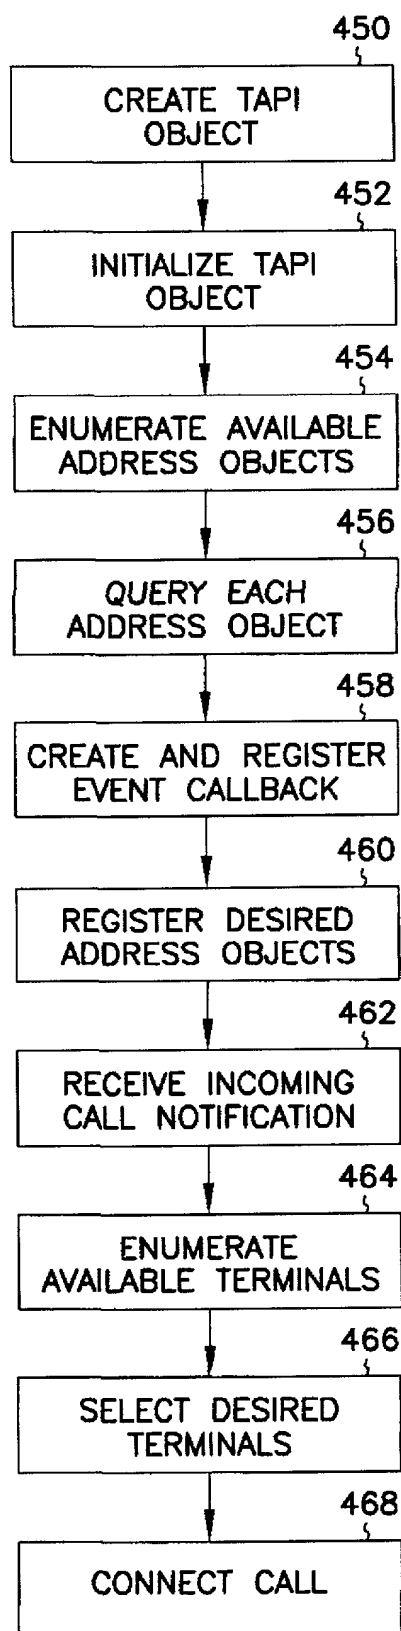 450
CREATE TAPI
OBJECT
452
INITIALIZE TAPI
OBJECT
454
ENUMERATE AVAILABLE
ADDRESS OBJECTS
456
QUERY EACH
ADDRESS OBJECT
458
CREATE AND REGISTER
EVENT CALLBACK
460
REGISTER DESIRED
ADDRESS OBJECTS
462
RECEIVE INCOMING
CALL NOTIFICATION
464
ENUMERATE
AVAILABLE TERMINALS
466
SELECT DESIRED
TERMINALS
468
CONNECT CALL